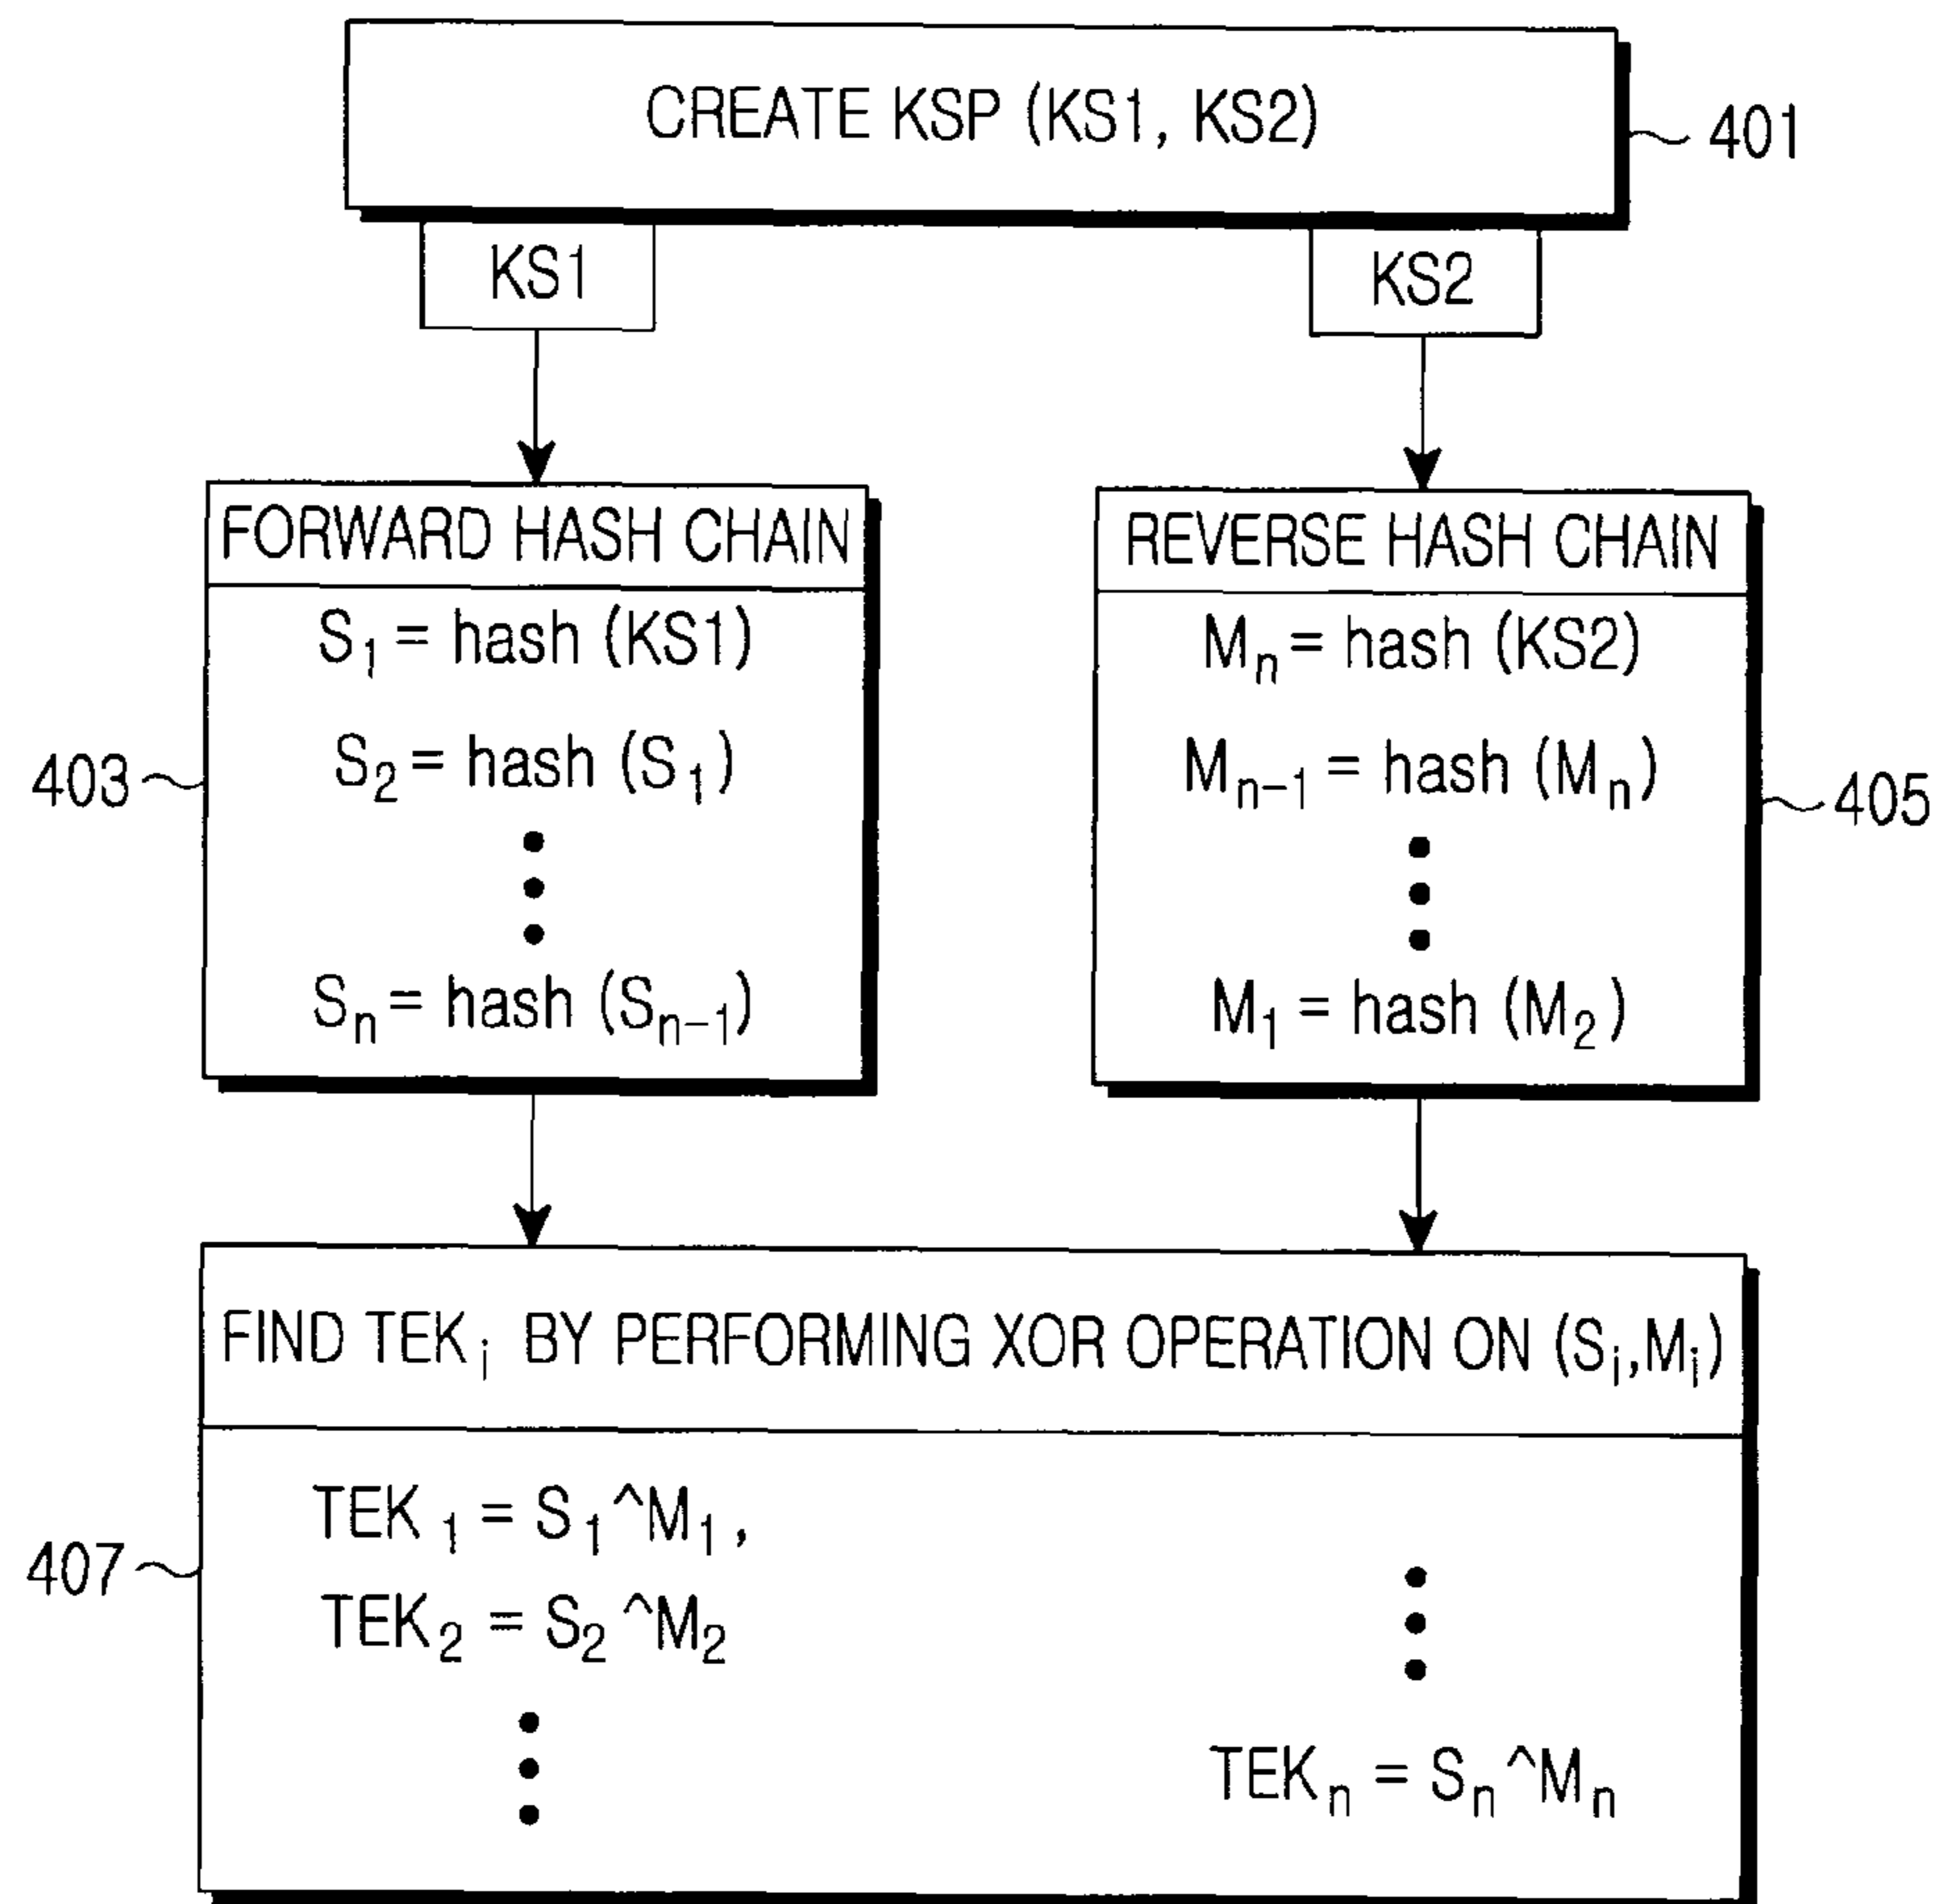 CREATE KSP (KS1, KS2)
401
KS1
KS2
FORWARD HASH CHAIN
S₁ = hash (KS1)
S₂ = hash (S₁)
Sₙ = hash (Sₙ₋₁)
403
REVERSE HASH CHAIN
Mₙ = hash (KS2)
Mₙ₋₁ = hash (Mₙ)
M₁ = hash (M₂)
405
FIND TEKᵢ BY PERFORMING XOR OPERATION ON (Sᵢ,Mᵢ)
TEK₁ = S₁^M₁,
TEK₂ = S₂^M₂
TEKₙ = Sₙ^Mₙ
407